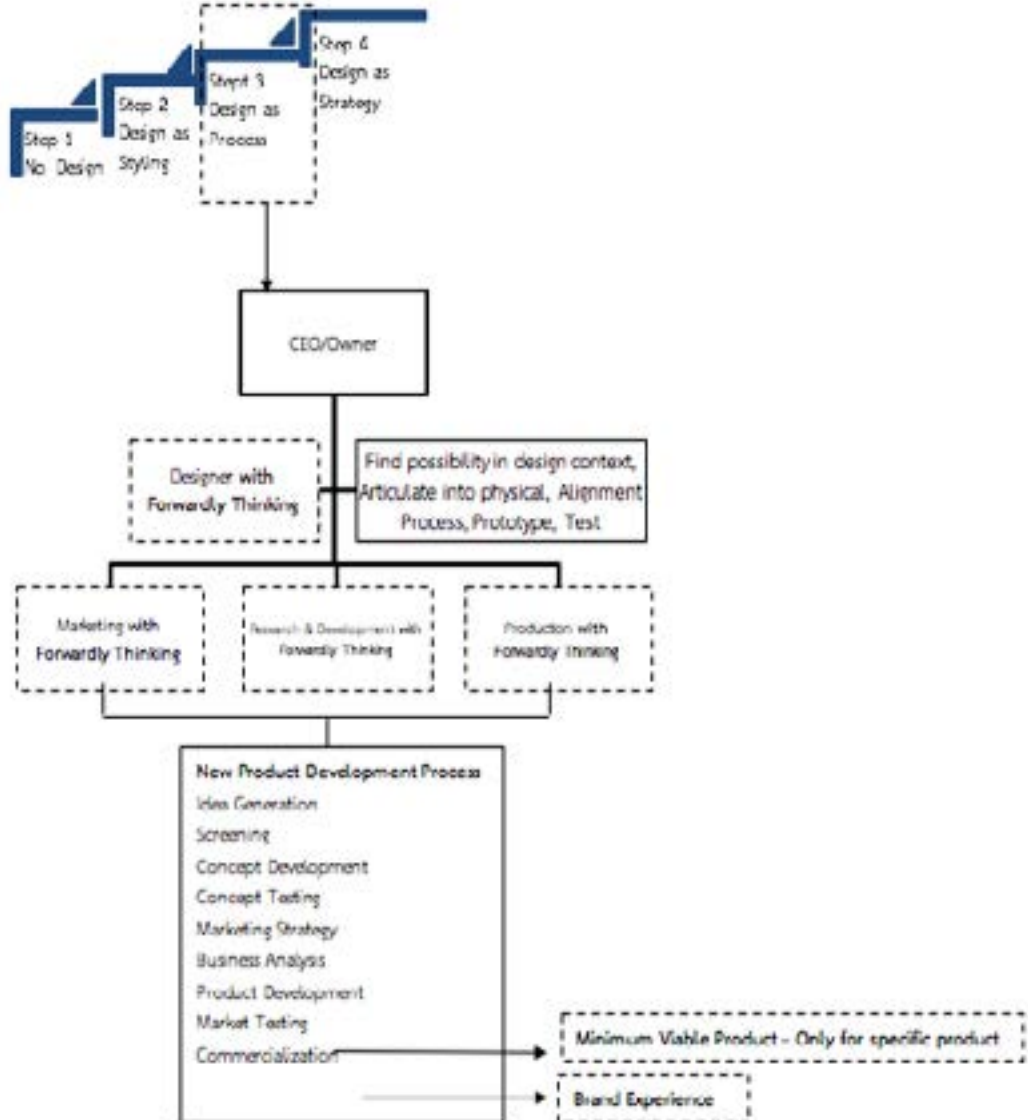 Step 1
No Design
Step 2
Design as
Styling
Stept 3
Design as
Process
Step 4
Design as
Strategy
CEO/Owner
Designer with
Forwardly Thinking
Find possibility in design context,
Articulate into physical, Alignment
Process, Prototype, Test
Marketing with
Forwardly Thinking
Research & Development with
Forwardly Thinking
Production with
Forwardly Thinking
New Product Development Process
Idea Generation
Screening
Concept Development
Concept Testing
Marketing Strategy
Business Analysis
Product Development
Market Testing
Commercialization
Minimum Viable Product - Only for specific product
Brand Experience